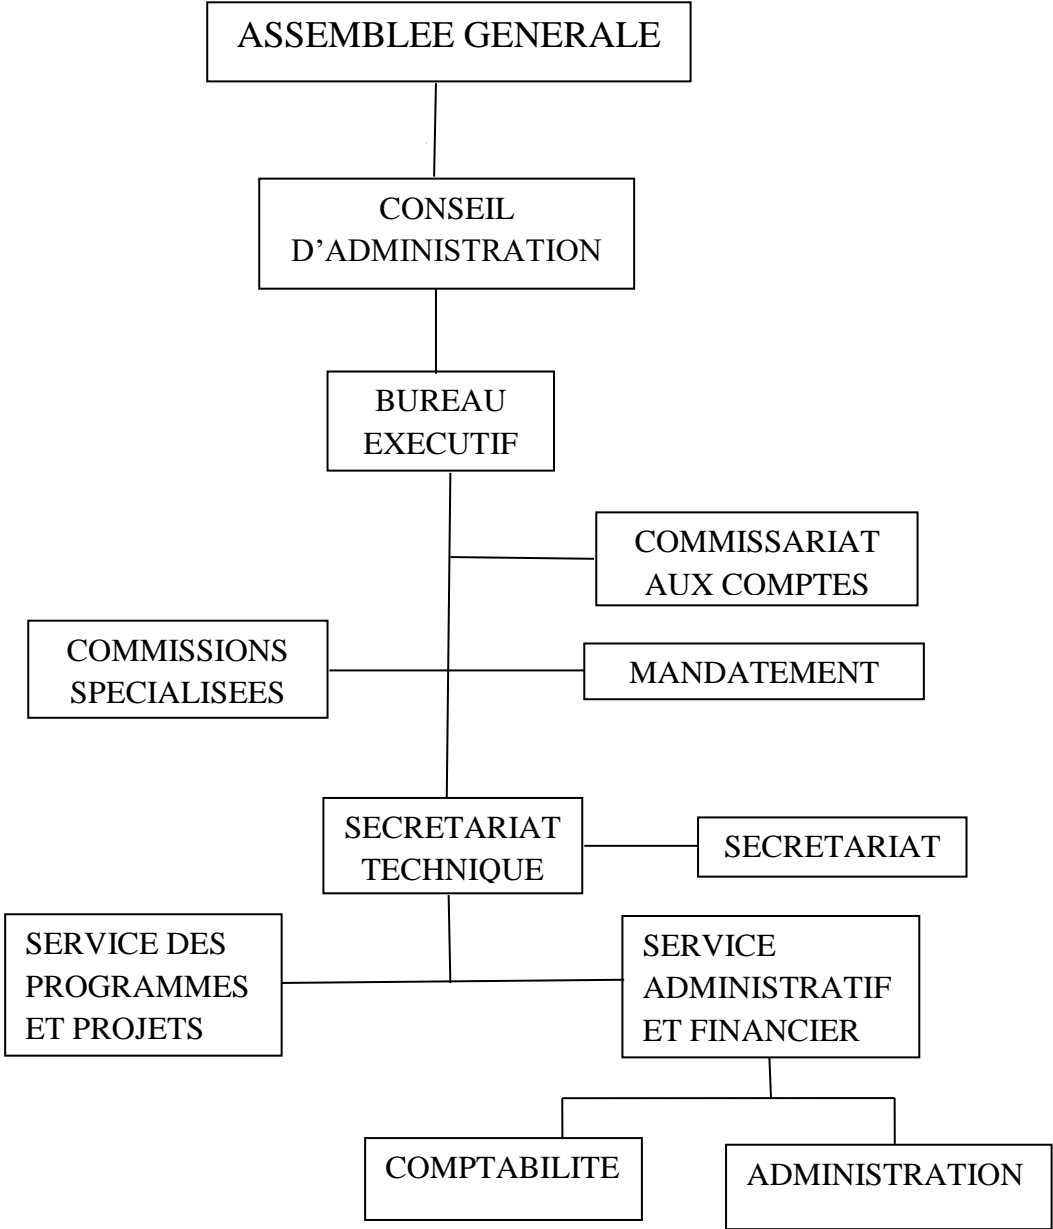 ASSEMBLEE GENERALE
CONSEIL
D’ADMINISTRATION
BUREAU
EXECUTIF
COMMISSARIAT
AUX COMPTES
COMMISSIONS
SPECIALISEES
MANDATEMENT
SECRETARIAT
TECHNIQUE
SECRETARIAT
SERVICE DES
PROGRAMMES
ET PROJETS
SERVICE
ADMINISTRATIF
ET FINANCIER
COMPTABILITE
ADMINISTRATION